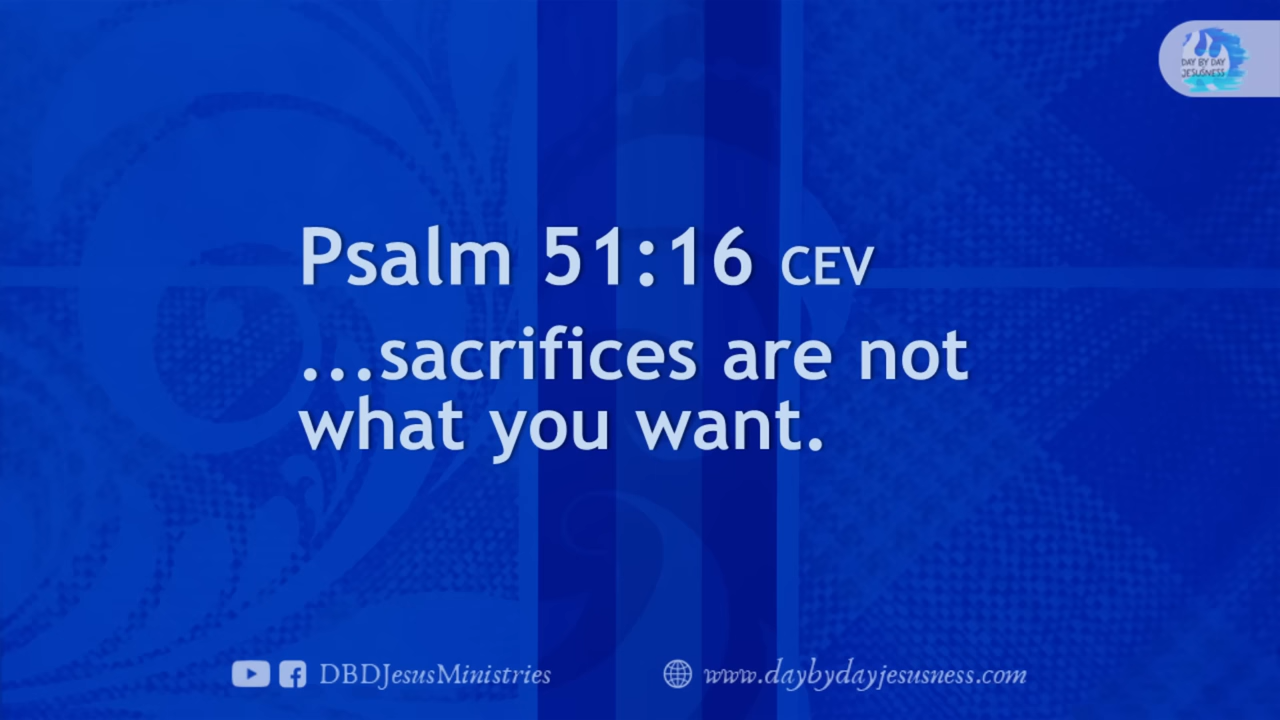 DAY BY DAY
JESUSNESS
Psalm 51:16 CEV
...sacrifices are not
what you want.
DBDJesusMinistries
www.daybydayjesusness.com